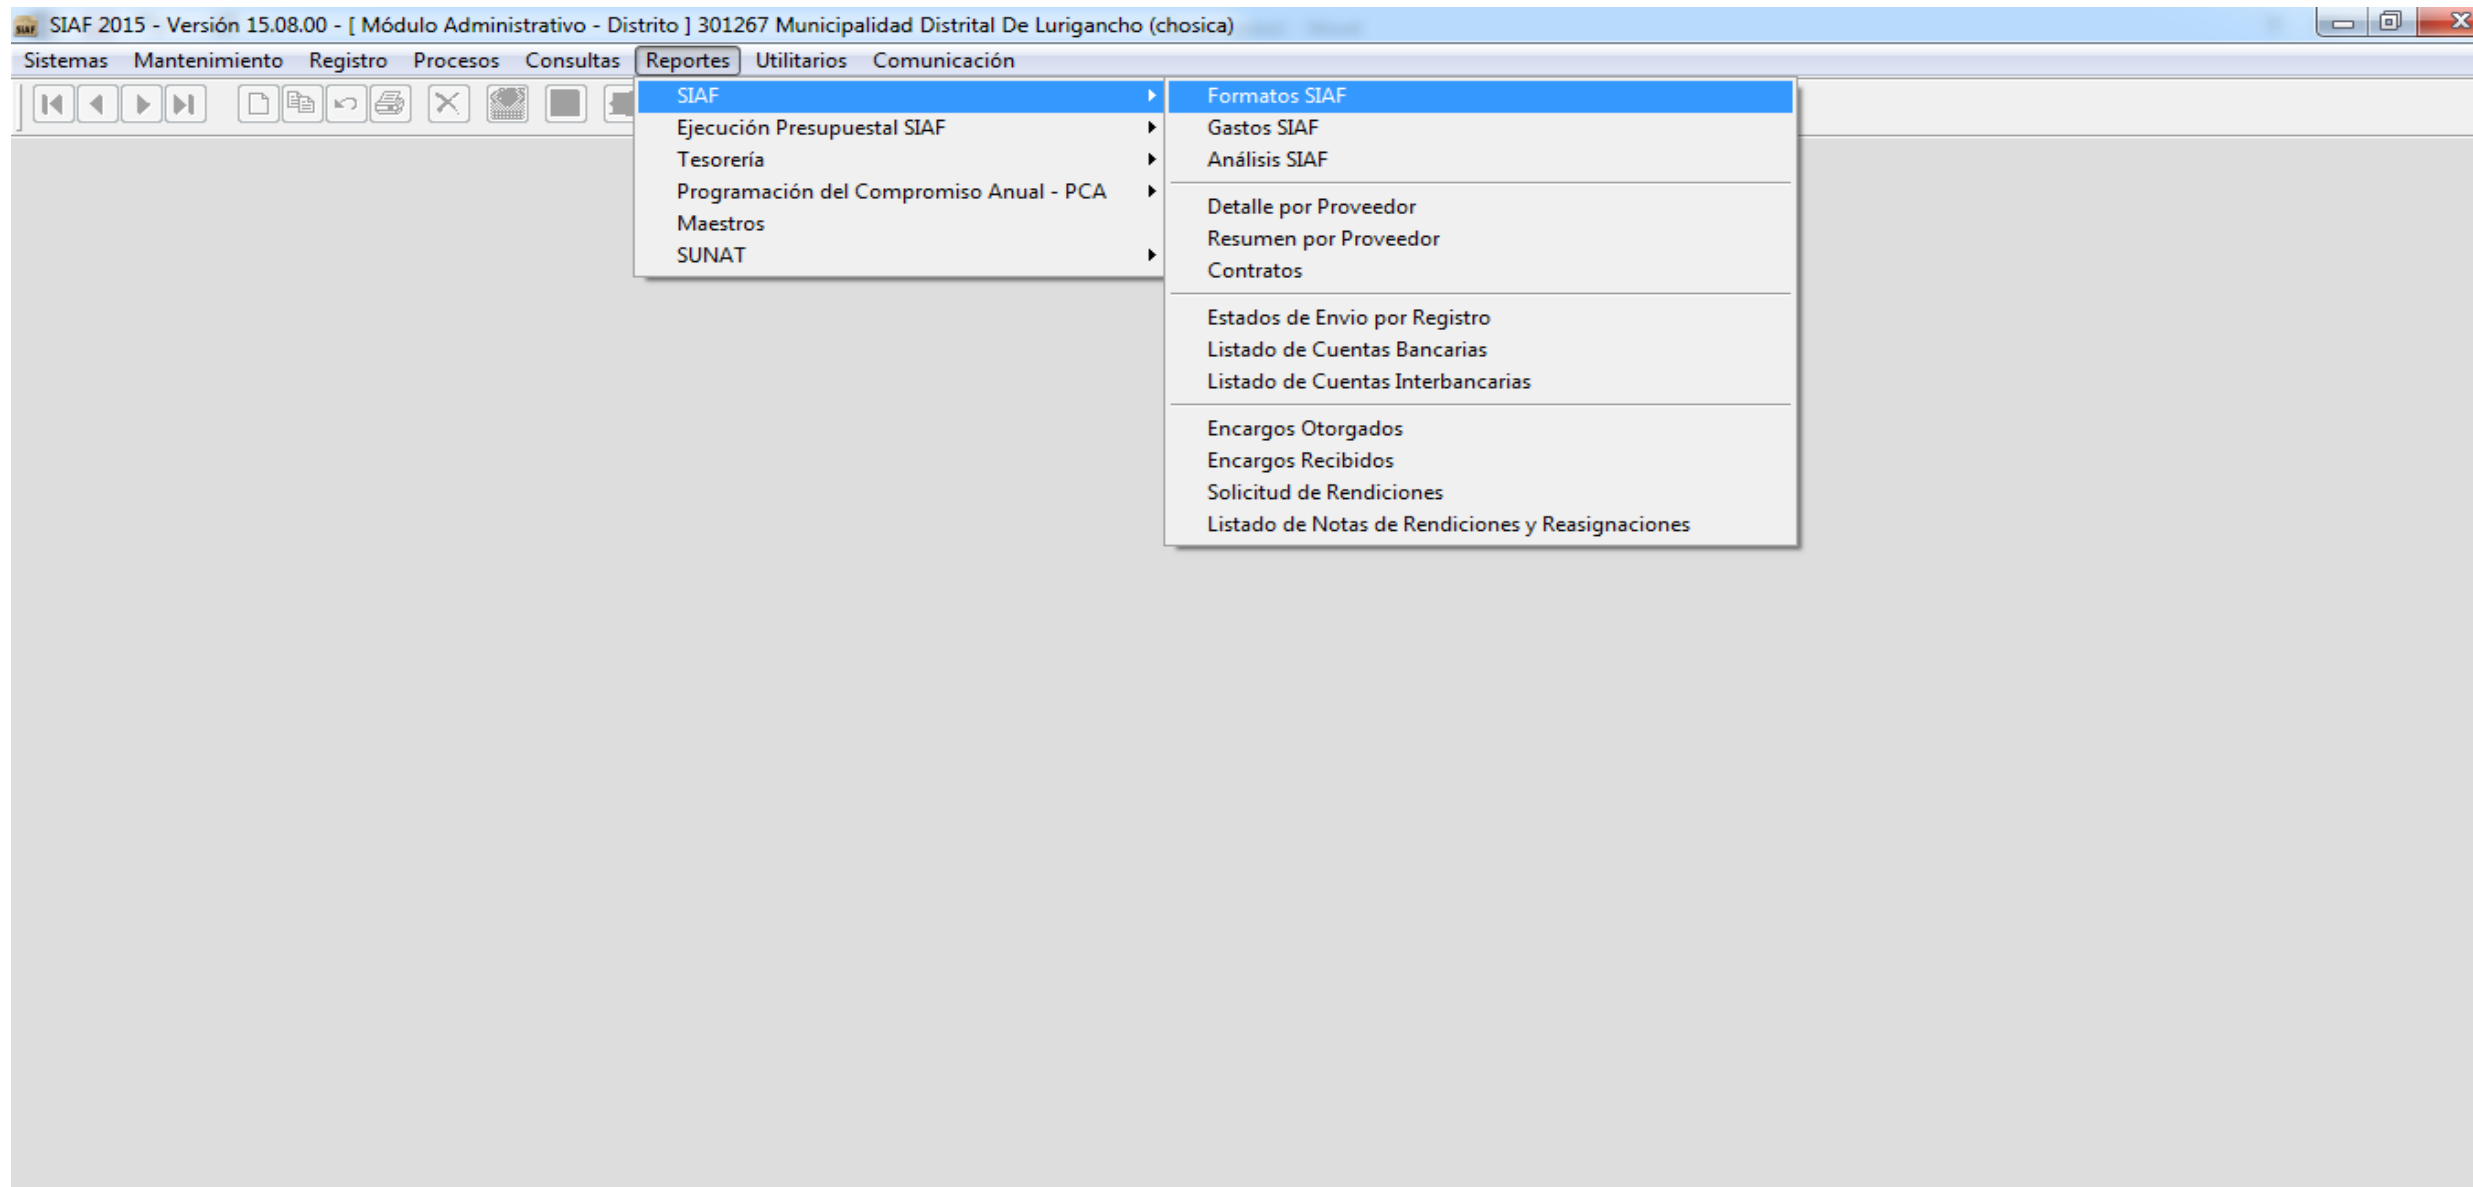 SIAF 2015 - Versión 15.08.00 - [ Módulo Administrativo - Distrito ] 301267 Municipalidad Distrital De Lurigancho (chosica)
Sistemas Mantenimiento Registro Procesos Consultas Reportes Utilitarios Comunicación
SIAF
Ejecución Presupuestal SIAF
Tesorería
Programación del Compromiso Anual - PCA
Maestros
SUNAT
Formatos SIAF
Gastos SIAF
Análisis SIAF
Detalle por Proveedor
Resumen por Proveedor
Contratos
Estados de Envio por Registro
Listado de Cuentas Bancarias
Listado de Cuentas Interbancarias
Encargos Otorgados
Encargos Recibidos
Solicitud de Rendiciones
Listado de Notas de Rendiciones y Reasignaciones